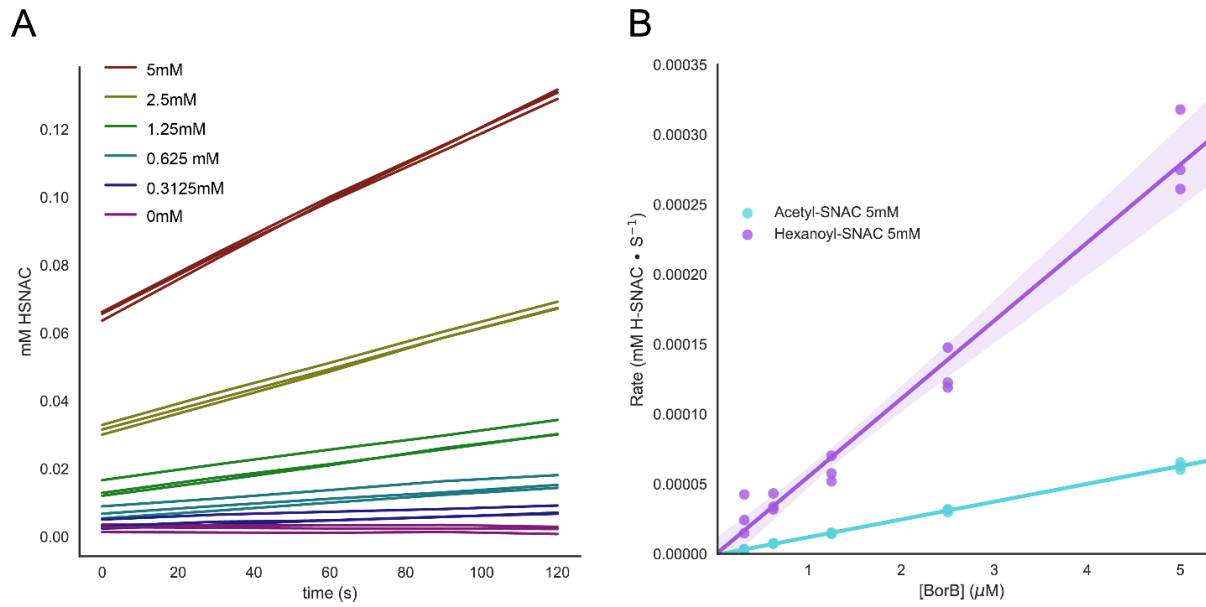 A
5mM
2.5mM
1.25mM
0.625 mM
0.3125mM
0mM
mM HSNAC
0.12
0.10
0.08
0.06
0.04
0.02
0.00
0 20 40 60 80 100 120
time (s)
B
0.00035
0.00030
0.00025
0.00020
0.00015
0.00010
0.00005
0.00000
Rate (mM H-SNAC • S⁻¹)
Acetyl-SNAC 5mM
Hexanoyl-SNAC 5mM
1 2 3 4 5
[BorB] (μM)